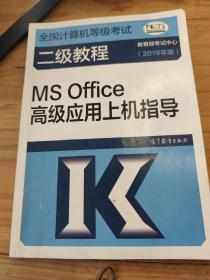 全国计算机等级考试
二级教程
教育部考试中心
(2019年版)
MS Office
高级应用上机指导
K
高等教育出版社